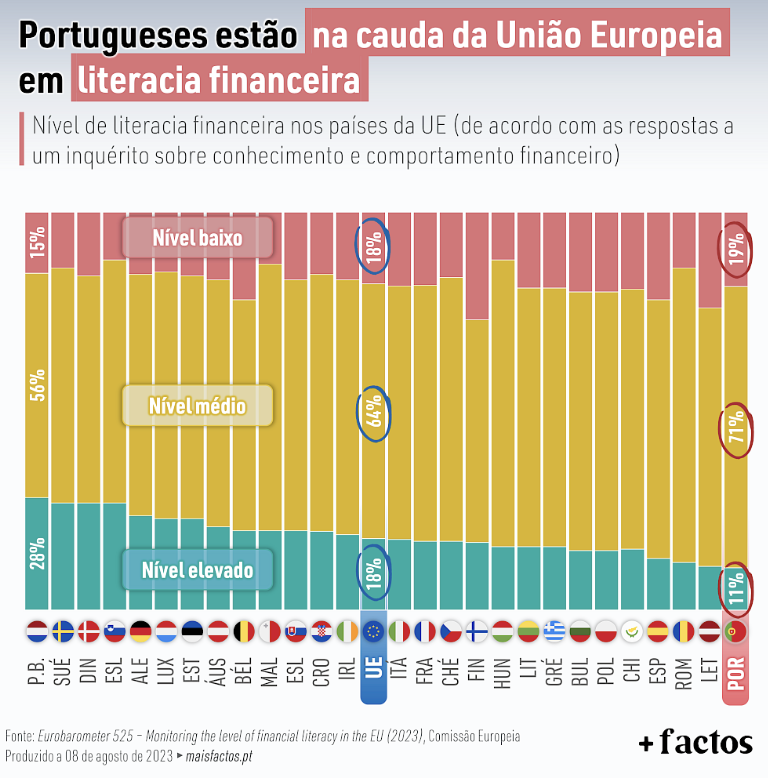 Portugueses estão na cauda da União Europeia
em literacia financeira
Nível de literacia financeira nos países da UE (de acordo com as respostas a
um inquérito sobre conhecimento e comportamento financeiro)
15%
Nível baixo
18%
19%
56%
Nível médio
64%
71%
28%
Nível elevado
18%
11%
P.B. SUÉ DIN ESL ALE LUX EST ÁUS BÉL MAL ESL CRO IRL UE ITÁ FRA CHÉ FIN HUN LIT GRÉ BUL POL CHI ESP ROM LET POR
Fonte: Eurobarometer 525 – Monitoring the level of financial literacy in the EU (2023), Comissão Europeia
Produzido a 08 de agosto de 2023 ▸ maisfactos.pt
+factos